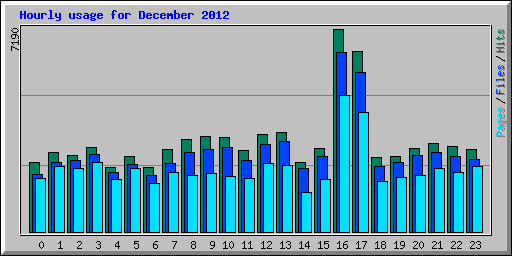 Hourly usage for December 2012
7190
Pages / Files / Hits
0 1 2 3 4 5 6 7 8 9 10 11 12 13 14 15 16 17 18 19 20 21 22 23